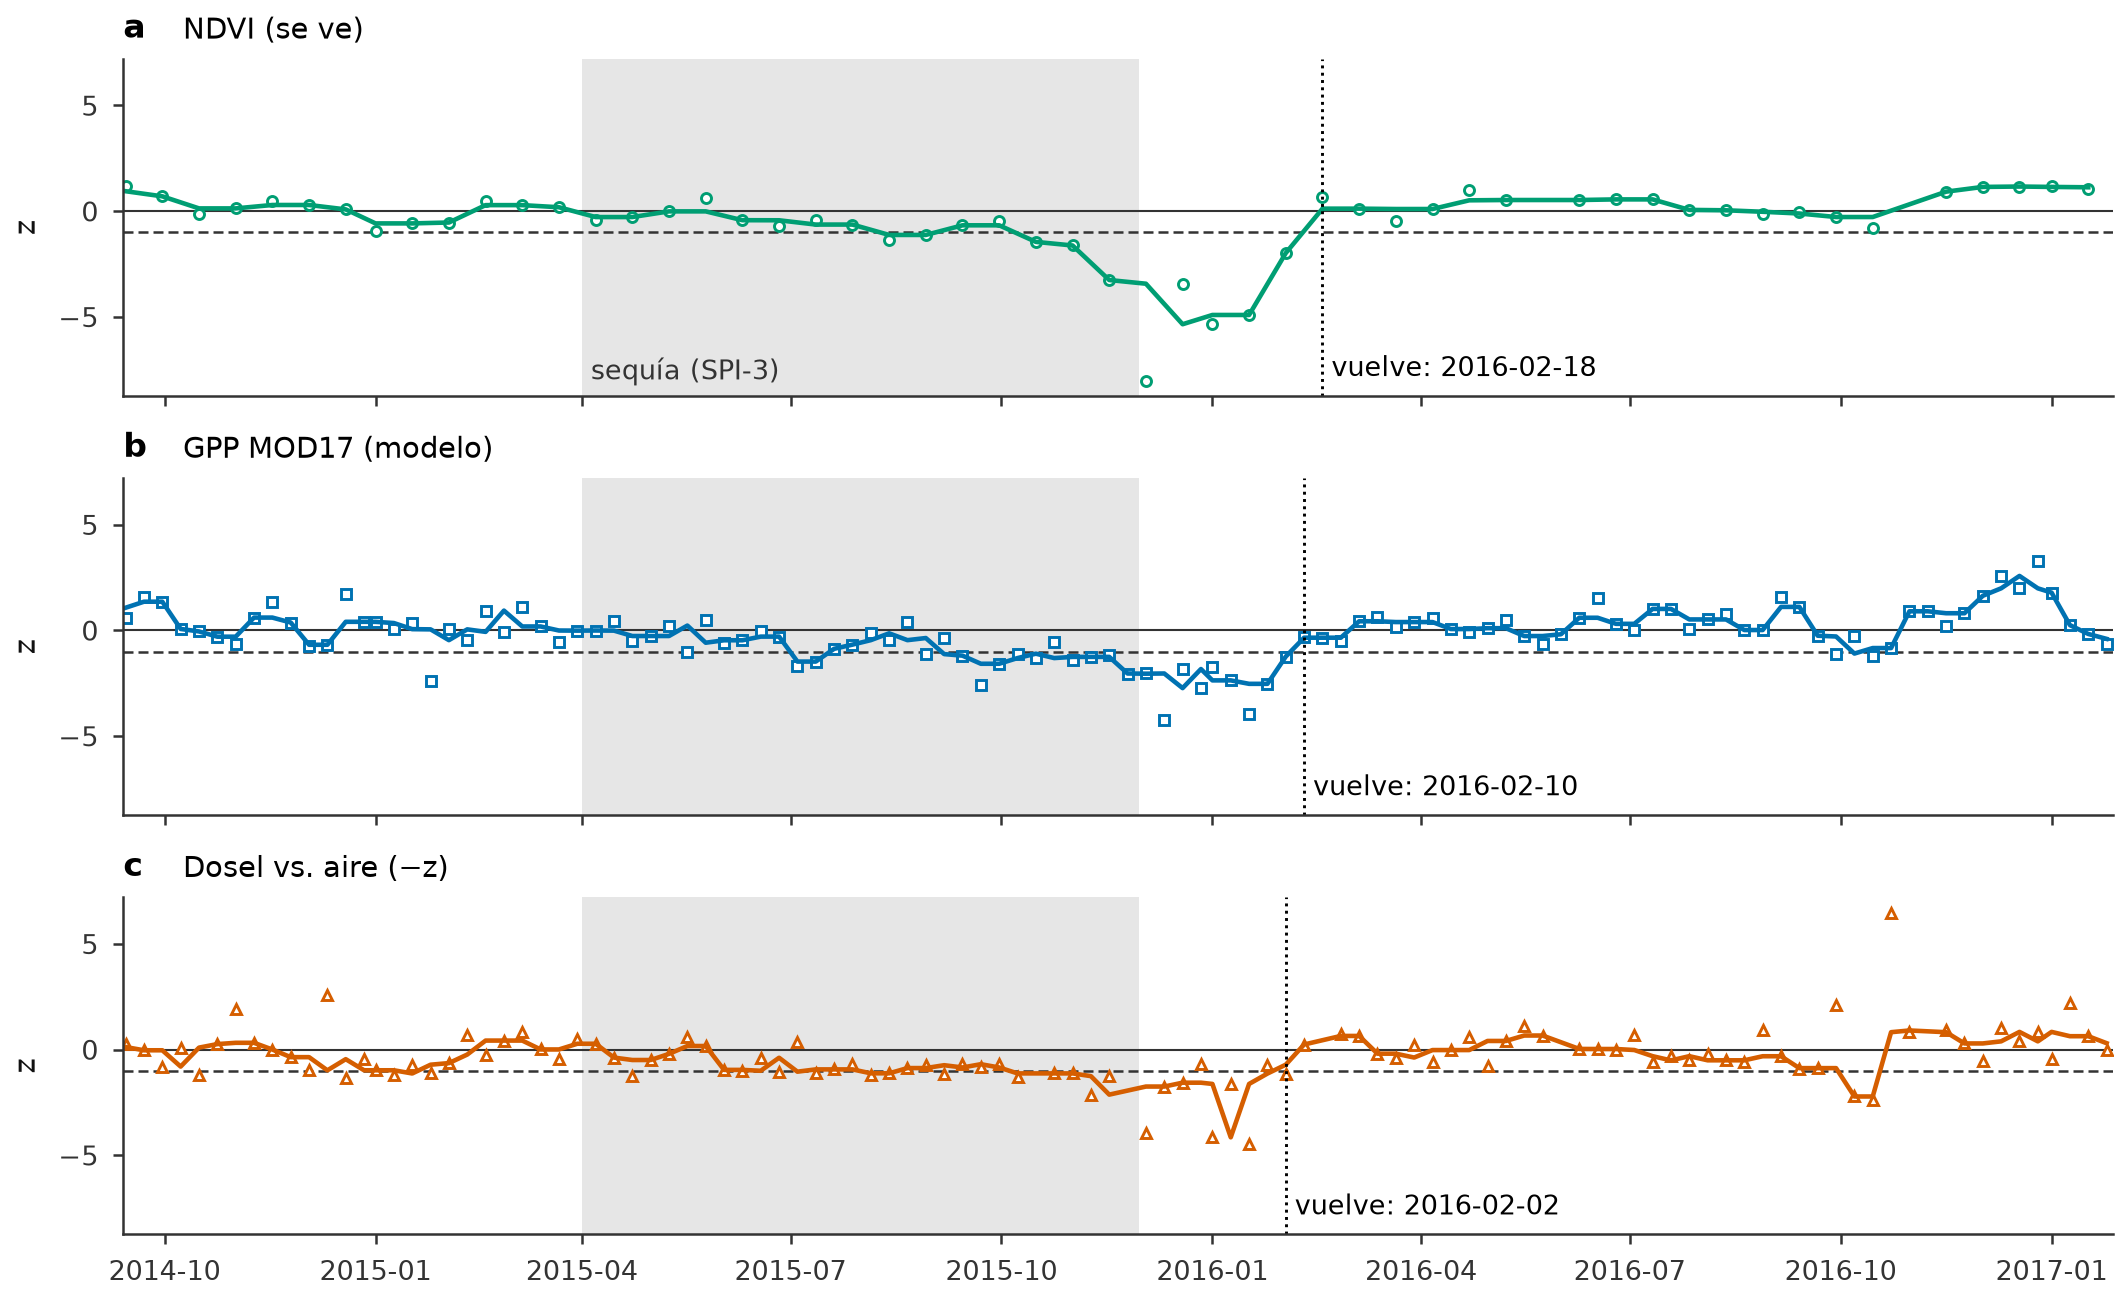 a NDVI (se ve)
5
0
−5
z
sequía (SPI-3)
vuelve: 2016-02-18
b GPP MOD17 (modelo)
5
0
−5
z
vuelve: 2016-02-10
c Dosel vs. aire (−z)
5
0
−5
z
vuelve: 2016-02-02
2014-10 2015-01 2015-04 2015-07 2015-10 2016-01 2016-04 2016-07 2016-10 2017-01